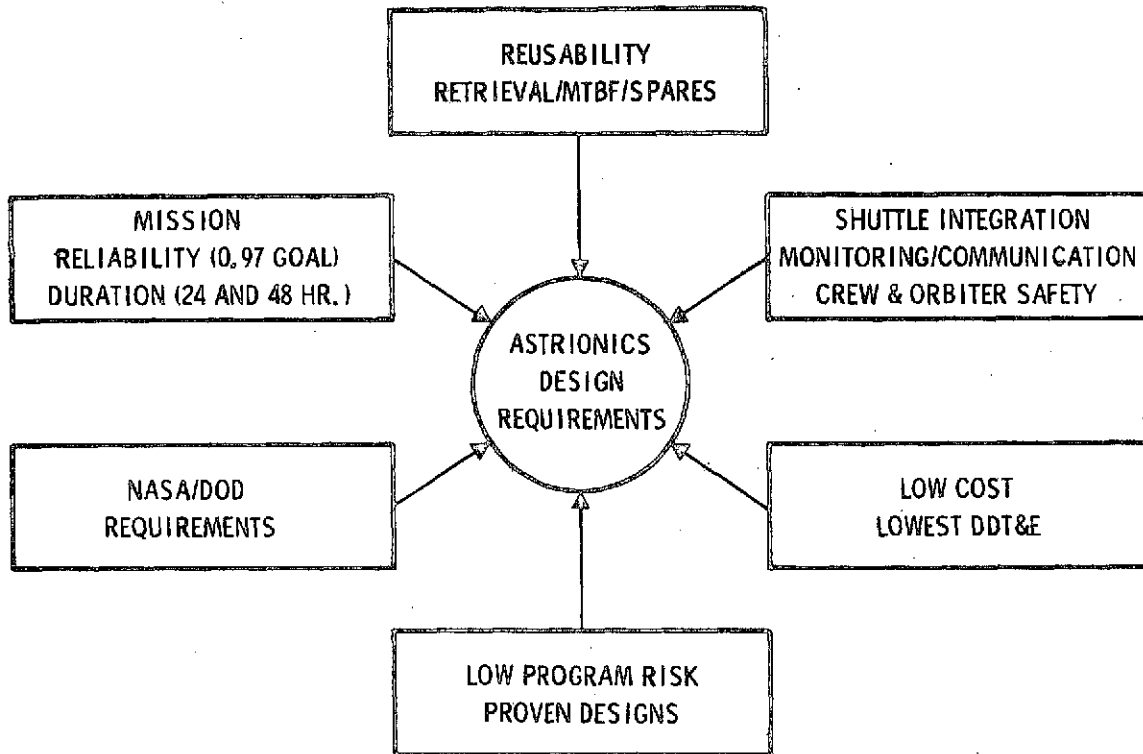 REUSABILITY
RETRIEVAL/MTBF/SPARES
MISSION
RELIABILITY (0.97 GOAL)
DURATION (24 AND 48 HR.)
SHUTTLE INTEGRATION
MONITORING/COMMUNICATION
CREW & ORBITER SAFETY
ASTRIONICS
DESIGN
REQUIREMENTS
NASA/DOD
REQUIREMENTS
LOW COST
LOWEST DDT&E
LOW PROGRAM RISK
PROVEN DESIGNS